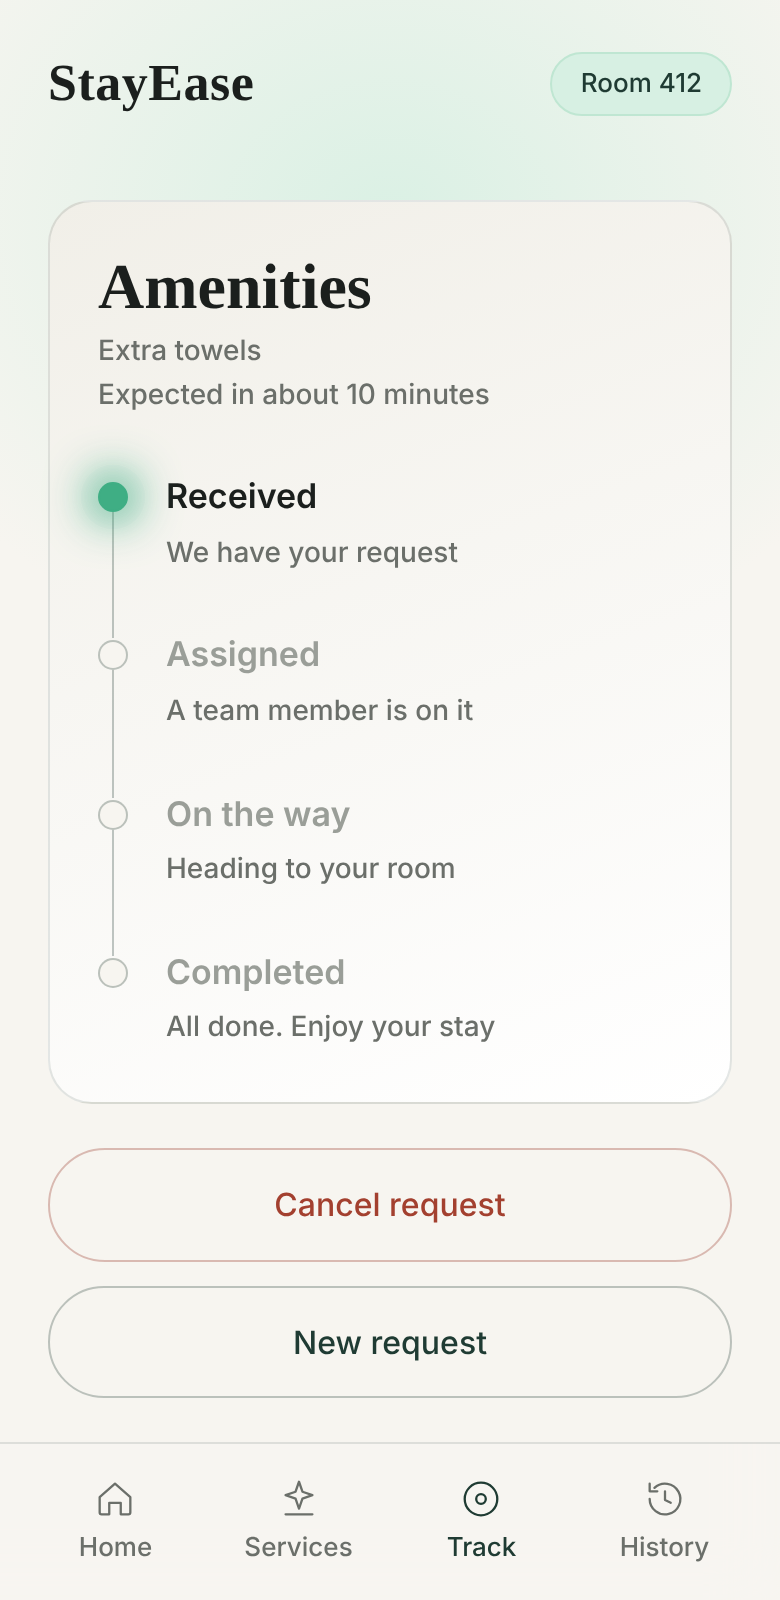 StayEase
Room 412
Amenities
Extra towels
Expected in about 10 minutes
Received
We have your request
Assigned
A team member is on it
On the way
Heading to your room
Completed
All done. Enjoy your stay
Cancel request
New request
Home
Services
Track
History